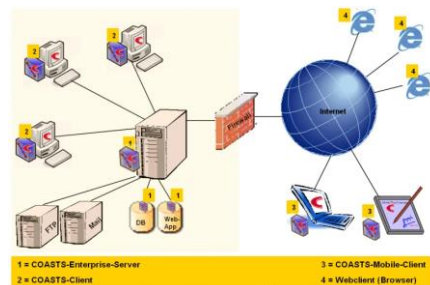 4
4
4
2
2
2
1
Firewall
Internet
1
1
DB
Web-
App
FTP
Mail
3
3
1 = COASTS-Enterprise-Server
3 = COASTS-Mobile-Client
2 = COASTS-Client
4 = Webclient (Browser)